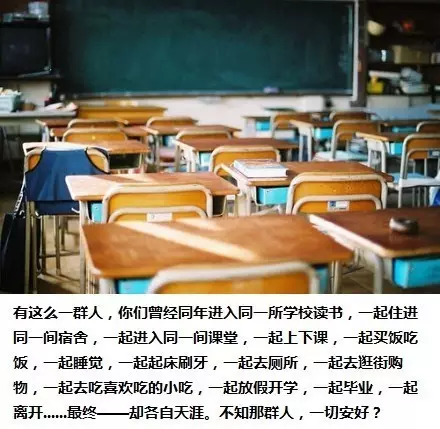 有这么一群人，你们曾经同年进入同一所学校读书，一起住进
同一间宿舍，一起进入同一间课堂，一起上下课，一起买饭吃
饭，一起睡觉，一起起床刷牙，一起去厕所，一起去逛街购
物，一起去吃喜欢吃的小吃，一起放假开学，一起毕业，一起
离开......最终——却各自天涯。不知那群人，一切安好？